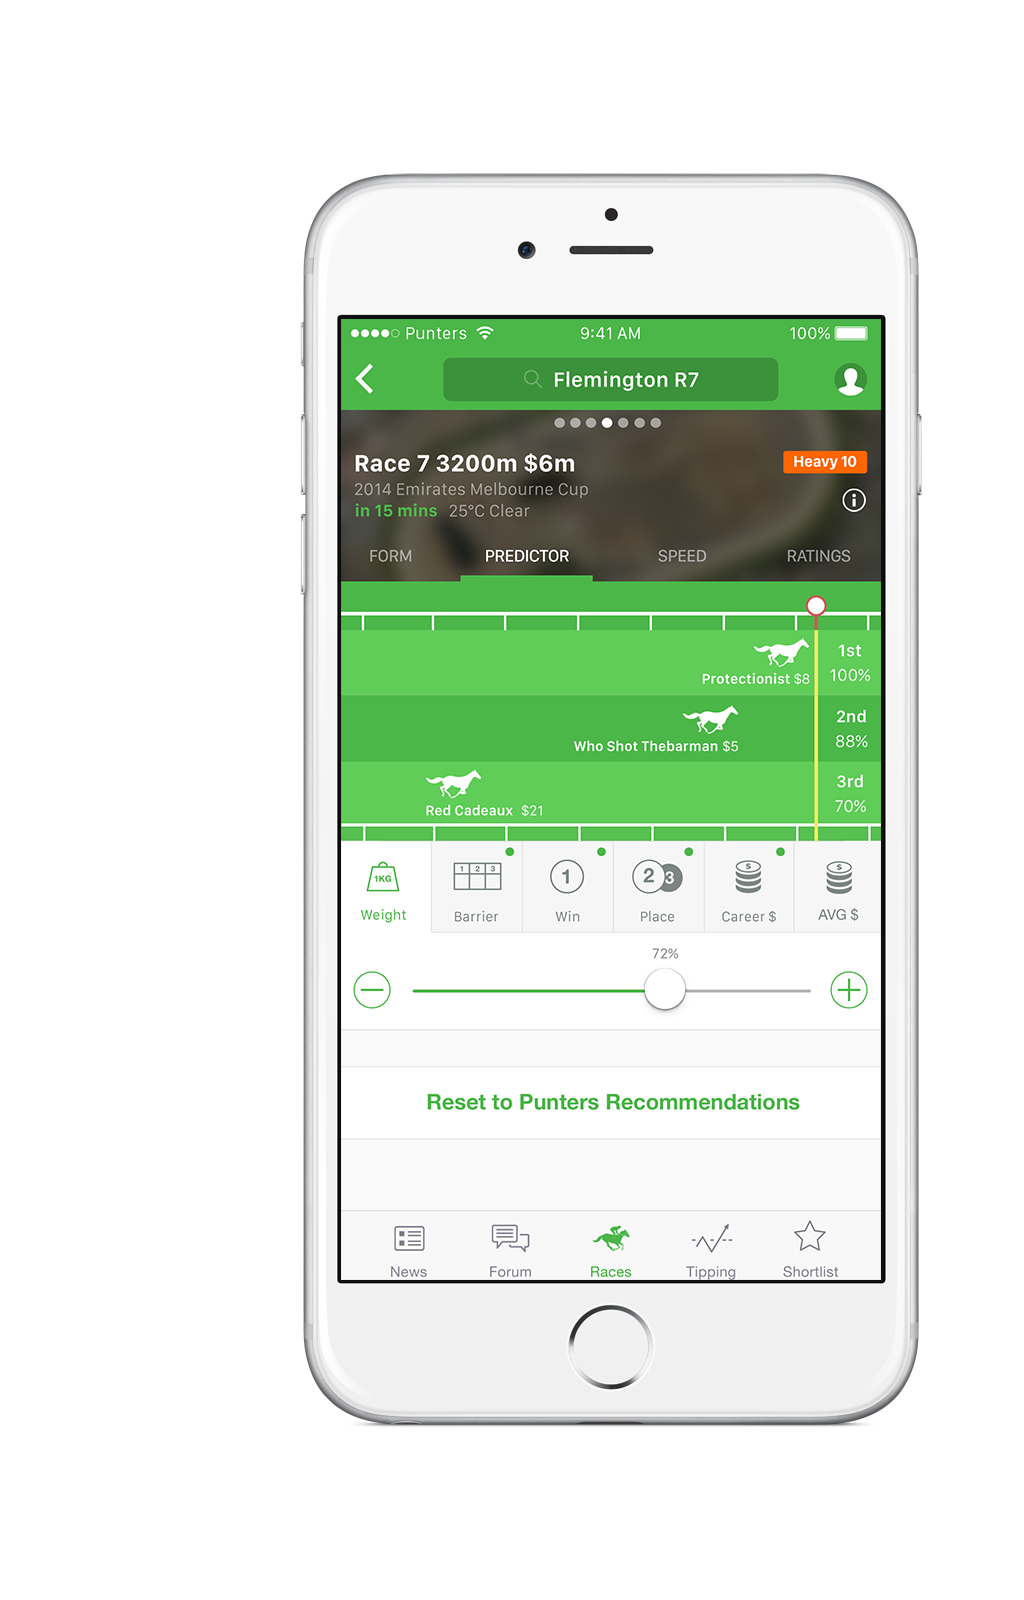 Punters 9:41 AM 100%
Flemington R7
Race 7 3200m $6m Heavy 10
2014 Emirates Melbourne Cup
in 15 mins 25°C Clear
FORM PREDICTOR SPEED RATINGS
1st
Protectionist $8 100%
2nd
Who Shot Thebarman $5 88%
3rd
Red Cadeaux $21 70%
1KG 1 2 3 1 2 3 $ $
Weight Barrier Win Place Career $ AVG $
72%
Reset to Punters Recommendations
News Forum Races Tipping Shortlist